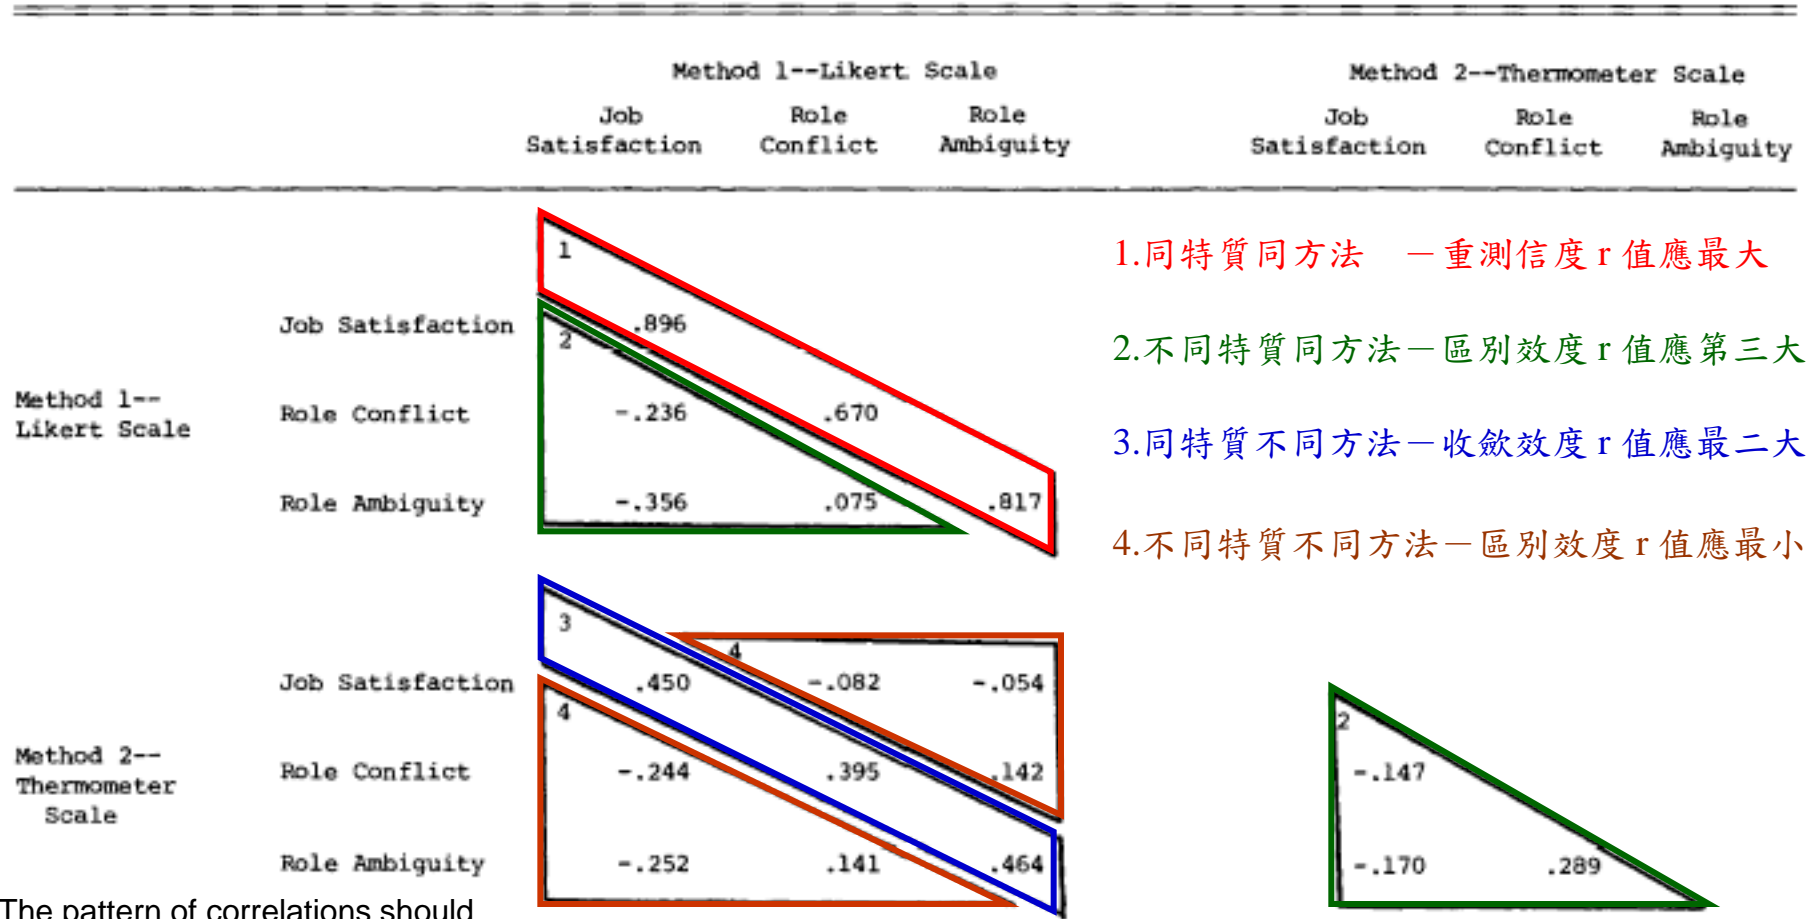 Method 1--Likert Scale Method 2--Thermometer Scale
Job Role Role Job Role Role
Satisfaction Conflict Ambiguity Satisfaction Conflict Ambiguity
1
1.同特質同方法 －重測信度 r 值應最大
Job Satisfaction .896
2
2.不同特質同方法－區別效度 r 值應第三大
Method 1--
Likert Scale
Role Conflict -.236 .670
3.同特質不同方法－收斂效度 r 值應最二大
Role Ambiguity -.356 .075 .817
4.不同特質不同方法－區別效度 r 值應最小
3
4
Job Satisfaction .450 -.082 -.054
4
2
Method 2--
Thermometer
Scale
Role Conflict -.244 .395 .142 -.147
Role Ambiguity -.252 .141 .464 -.170 .289
The pattern of correlations should